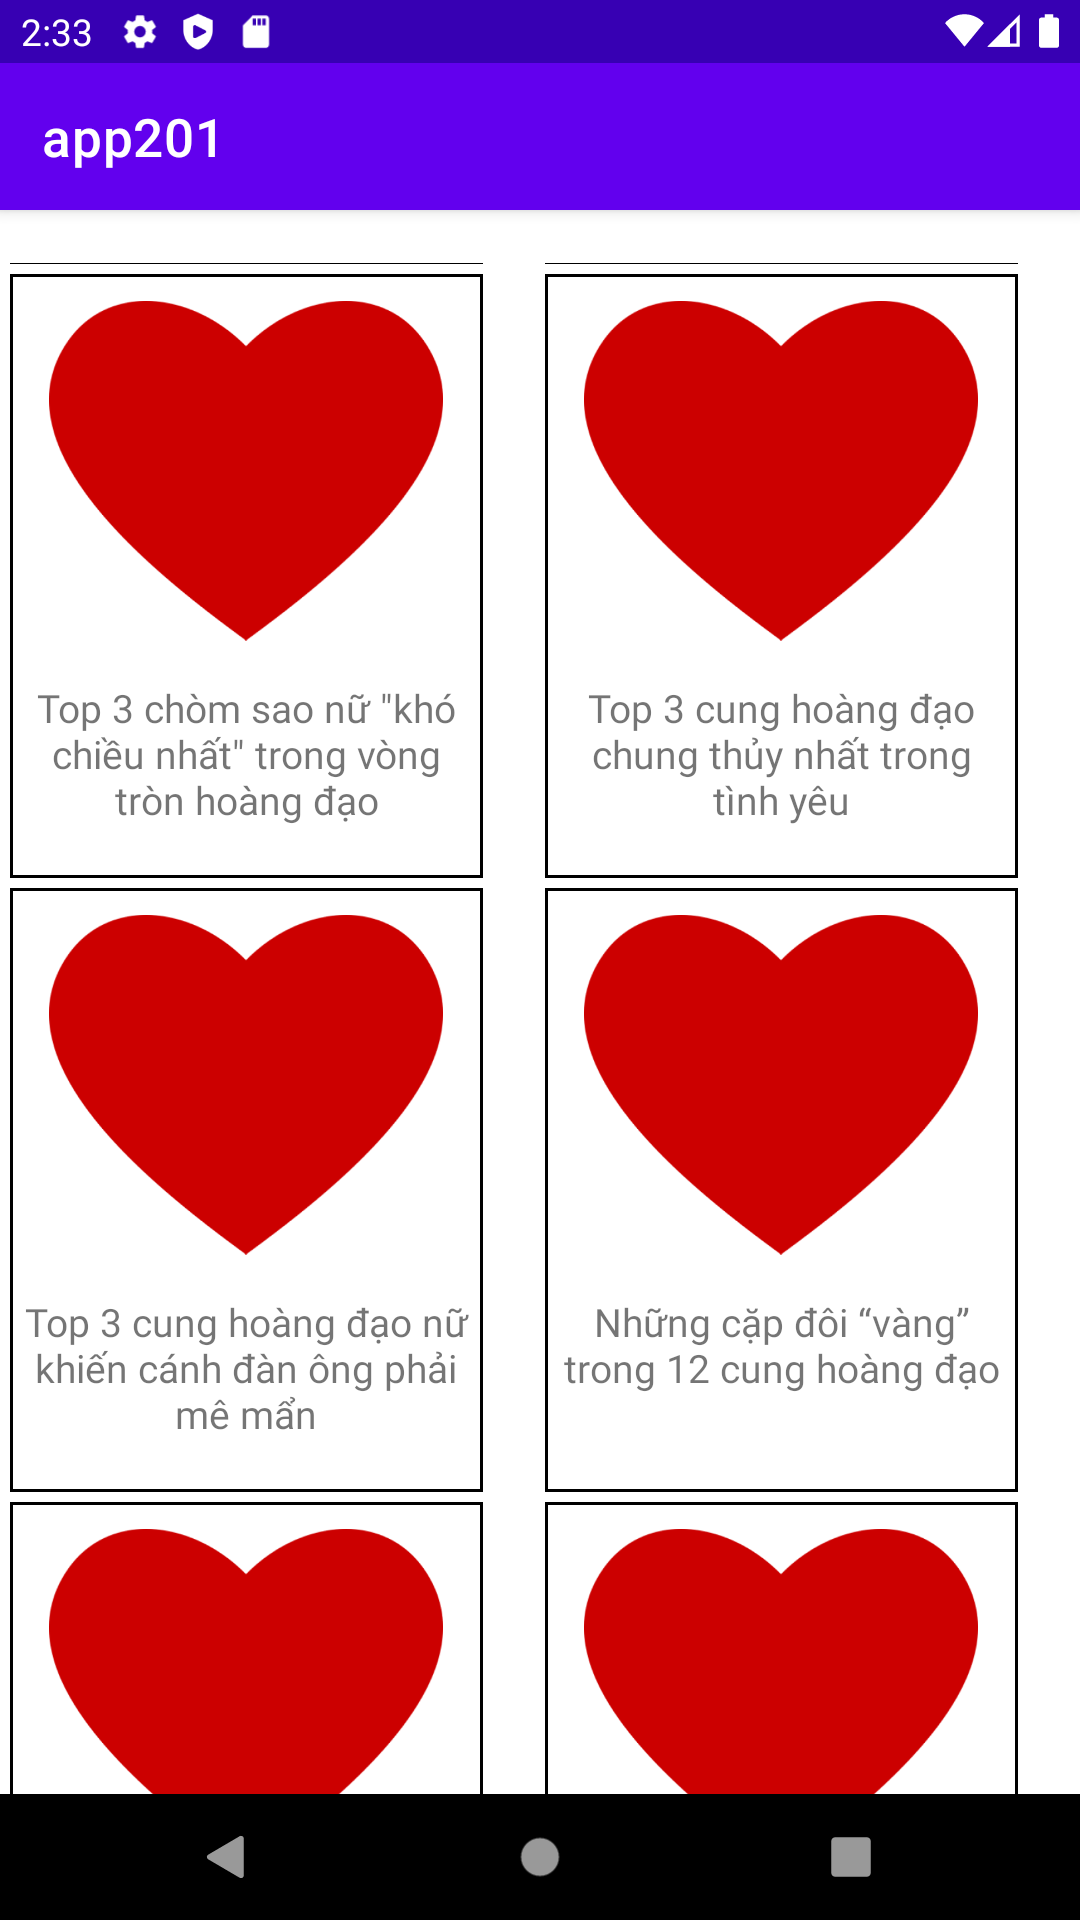 2:33
app201
Top 3 chòm sao nữ "khó
chiều nhất" trong vòng
tròn hoàng đạo
Top 3 cung hoàng đạo
chung thủy nhất trong
tình yêu
Top 3 cung hoàng đạo nữ
khiến cánh đàn ông phải
mê mẩn
Những cặp đôi “vàng”
trong 12 cung hoàng đạo